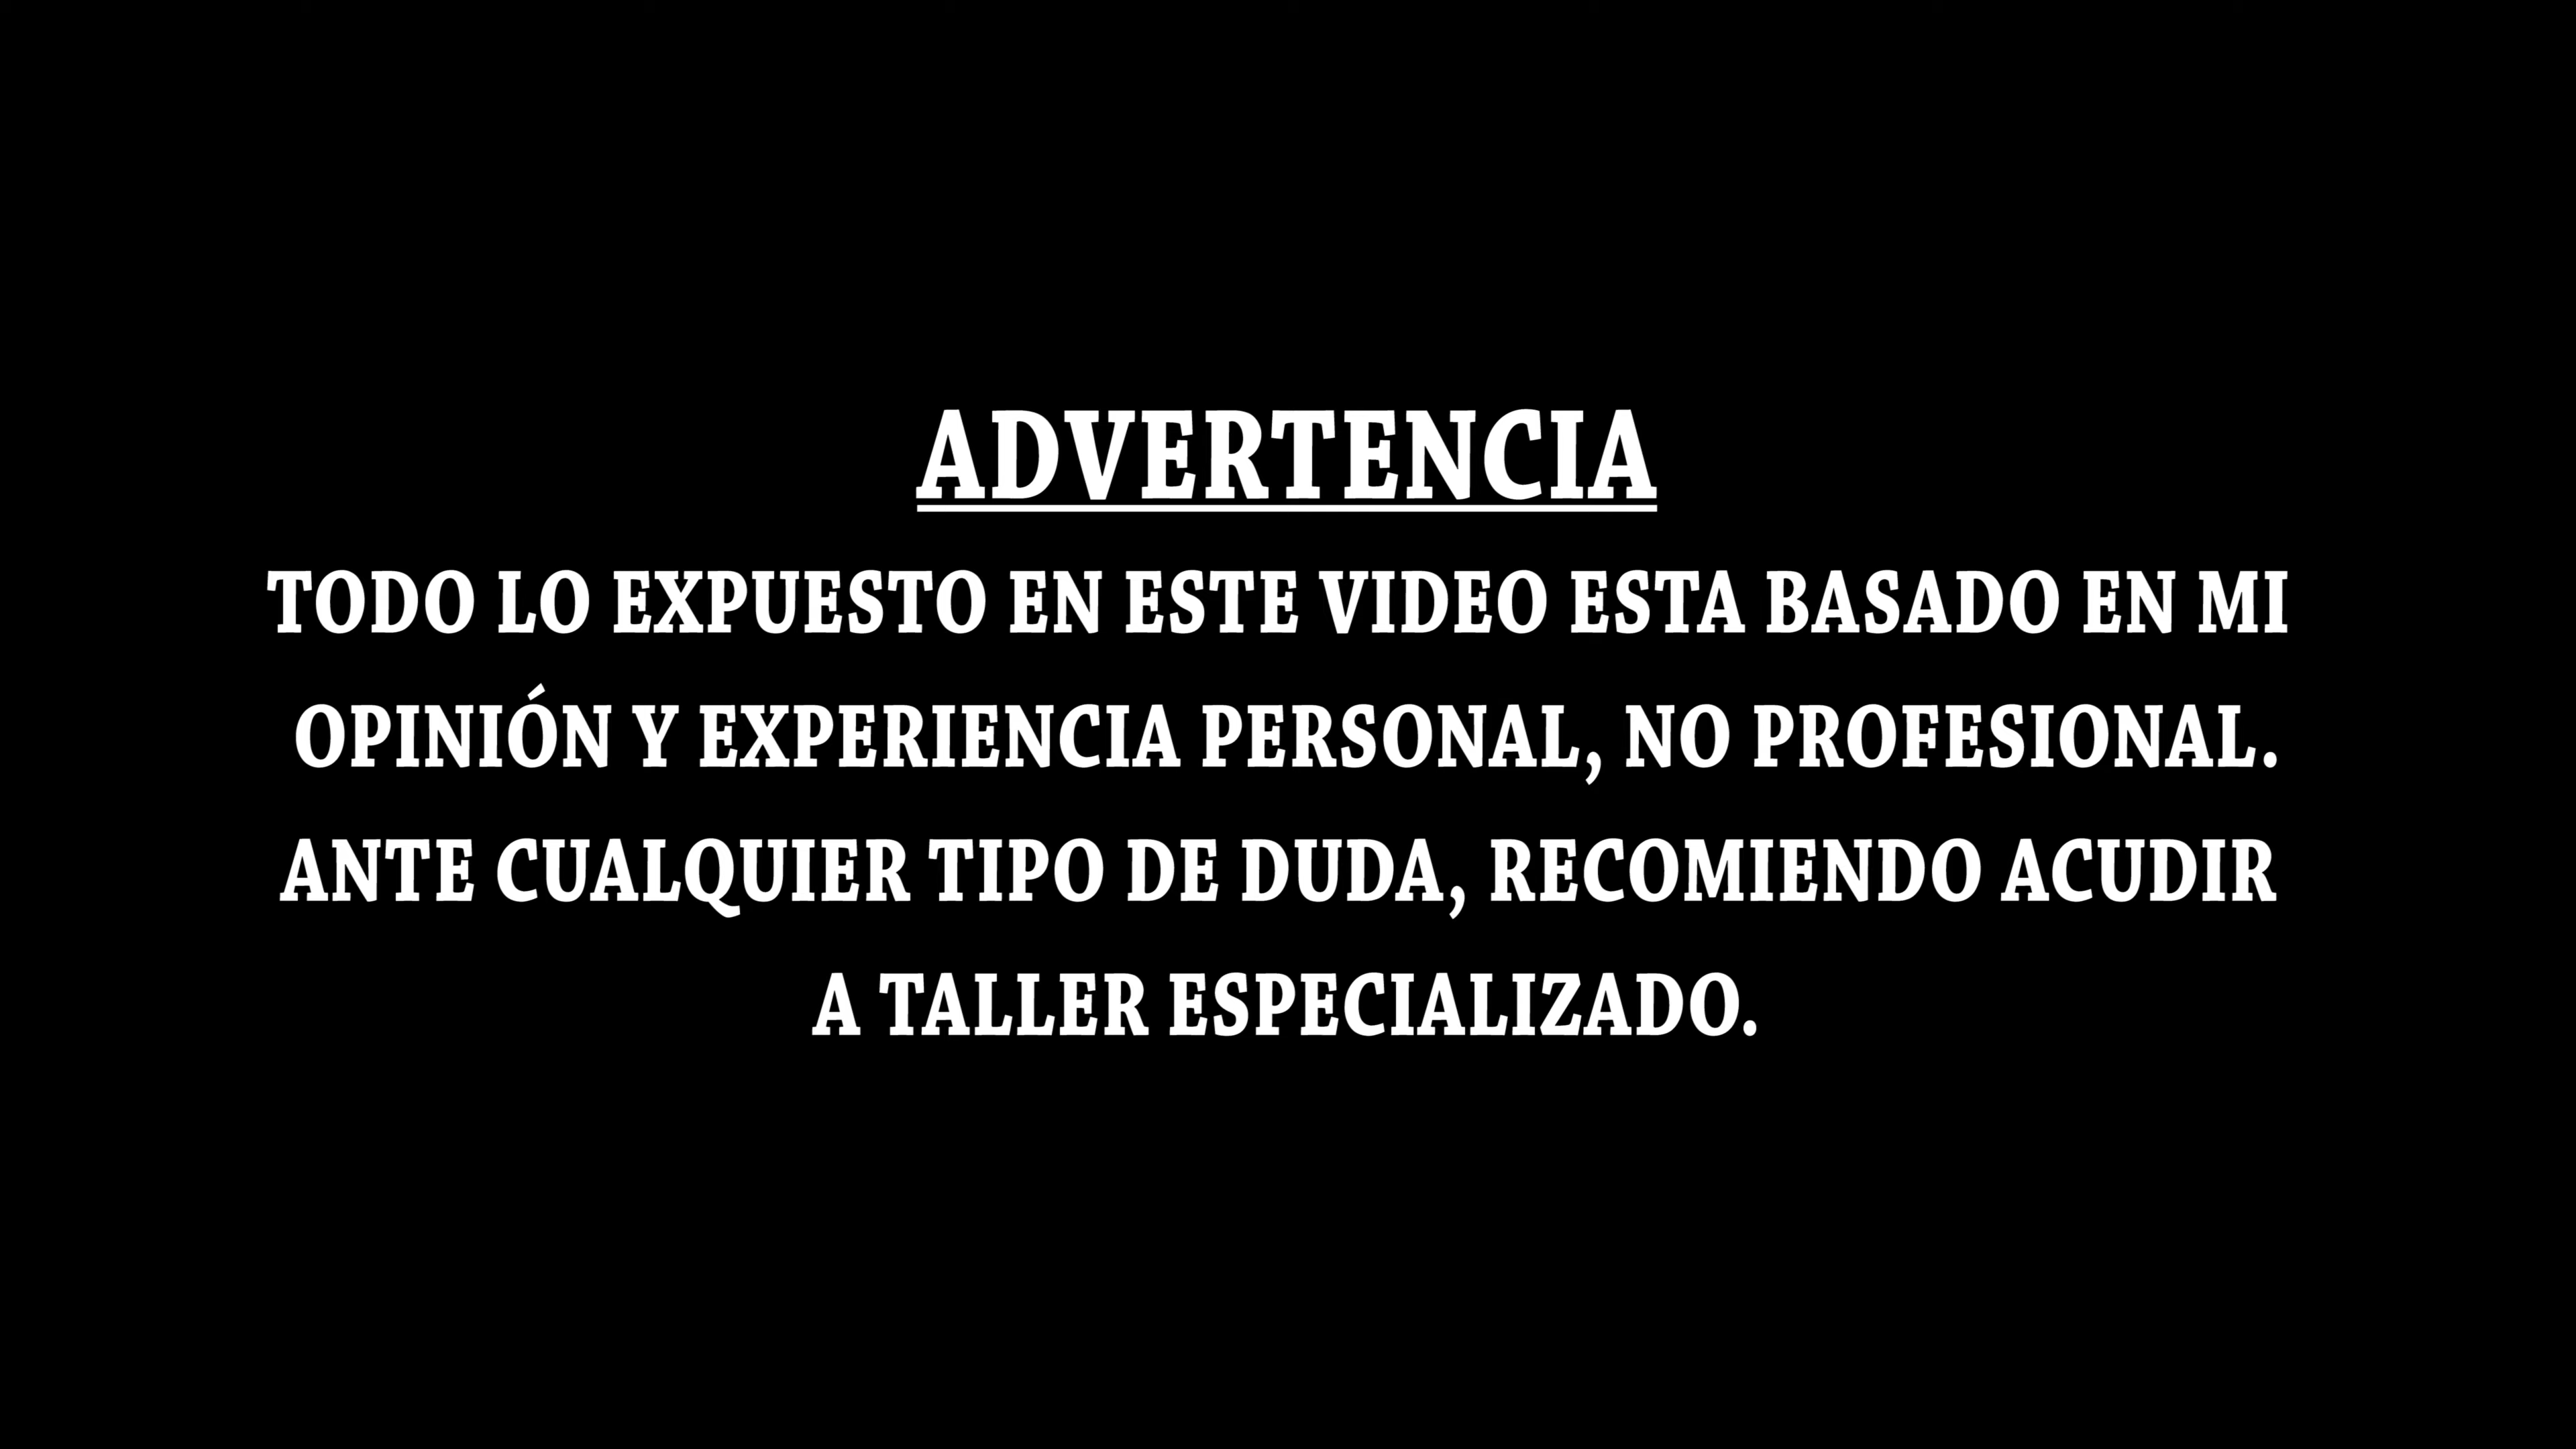 ADVERTENCIA
TODO LO EXPUESTO EN ESTE VIDEO ESTA BASADO EN MI
OPINIÓN Y EXPERIENCIA PERSONAL, NO PROFESIONAL.
ANTE CUALQUIER TIPO DE DUDA, RECOMIENDO ACUDIR
A TALLER ESPECIALIZADO.